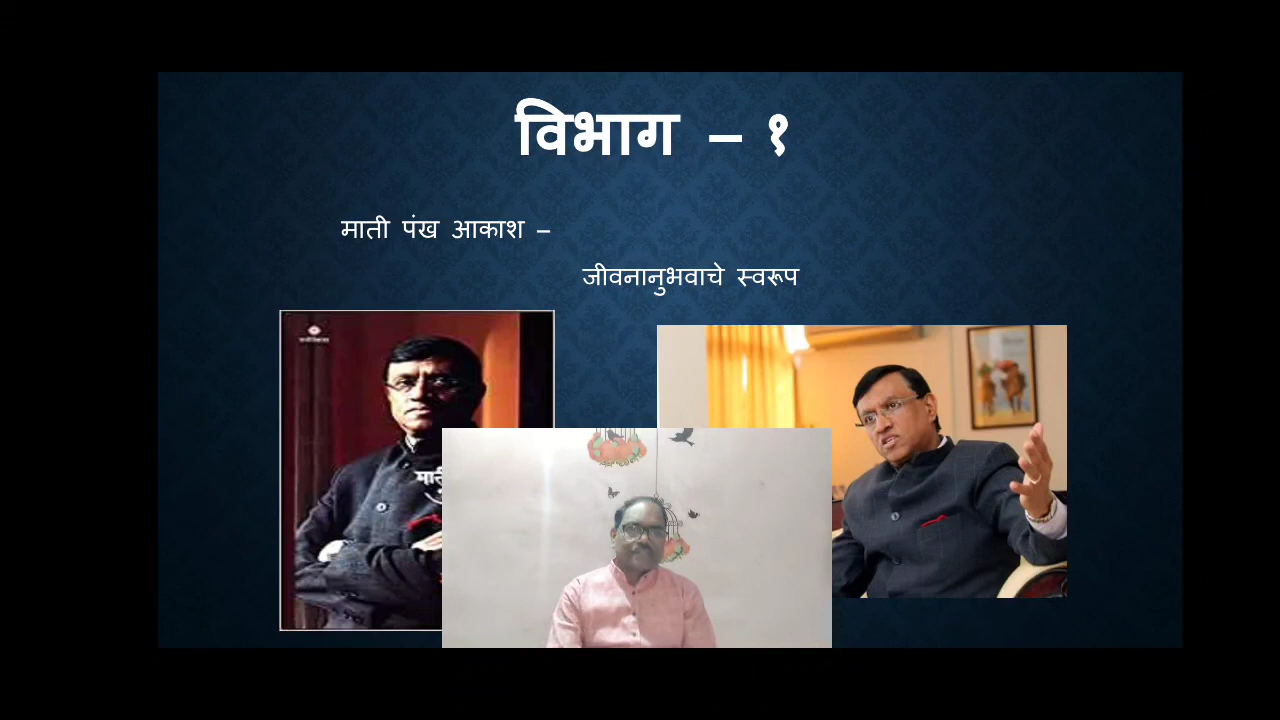 विभाग – १
माती पंख आकाश –
जीवनानुभवाचे स्वरूप